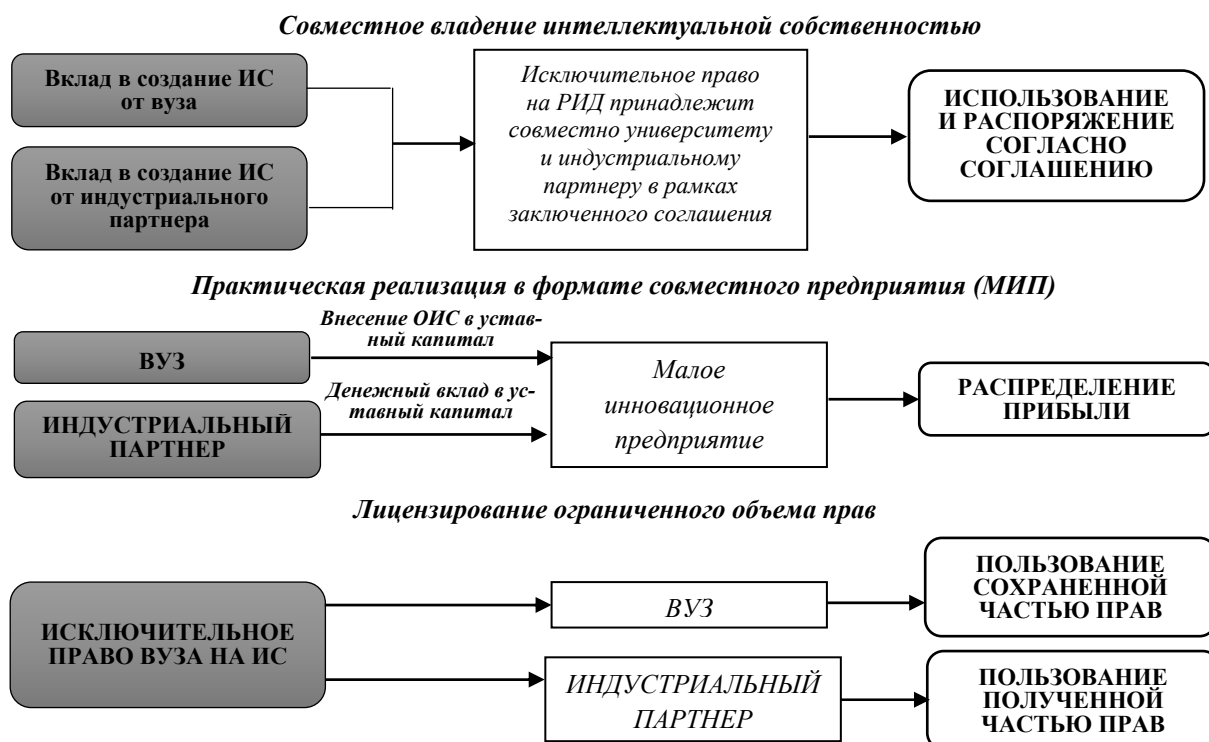 Совместное владение интеллектуальной собственностью
Вклад в создание ИС
от вуза
Вклад в создание ИС
от индустриального
партнера
Исключительное право
на РИД принадлежит
совместно университету
и индустриальному
партнеру в рамках
заключенного соглашения
ИСПОЛЬЗОВАНИЕ
И РАСПОРЯЖЕНИЕ
СОГЛАСНО
СОГЛАШЕНИЮ
Практическая реализация в формате совместного предприятия (МИП)
ВУЗ
Внесение ОИС в устав-
ный капитал
ИНДУСТРИАЛЬНЫЙ
ПАРТНЕР
Денежный вклад в ус-
тавный капитал
Малое
инновационное
предприятие
РАСПРЕДЕЛЕНИЕ
ПРИБЫЛИ
Лицензирование ограниченного объема прав
ИСКЛЮЧИТЕЛЬНОЕ
ПРАВО ВУЗА НА ИС
ВУЗ
ПОЛЬЗОВАНИЕ
СОХРАНЕННОЙ
ЧАСТЬЮ ПРАВ
ИНДУСТРИАЛЬНЫЙ
ПАРТНЕР
ПОЛЬЗОВАНИЕ
ПОЛУЧЕННОЙ
ЧАСТЬЮ ПРАВ